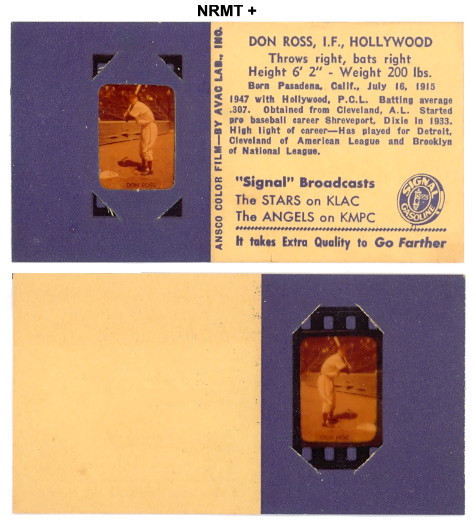 NRMT +
ANSCO COLOR FILM—BY AVAC LAB., INC.
DON ROSS, I.F., HOLLYWOOD
Throws right, bats right
Height 6' 2" - Weight 200 lbs.
Born Pasadena, Calif., July 16, 1915
1947 with Hollywood, P.C.L. Batting average
.307. Obtained from Cleveland, A.L. Started
pro baseball career Shreveport, Dixie in 1933.
High light of career—Has played for Detroit,
Cleveland of American League and Brooklyn
of National League.
"Signal" Broadcasts
The STARS on KLAC
The ANGELS on KMPC
SIGNAL
GASOLINE
It takes Extra Quality to Go Farther
DON ROSS